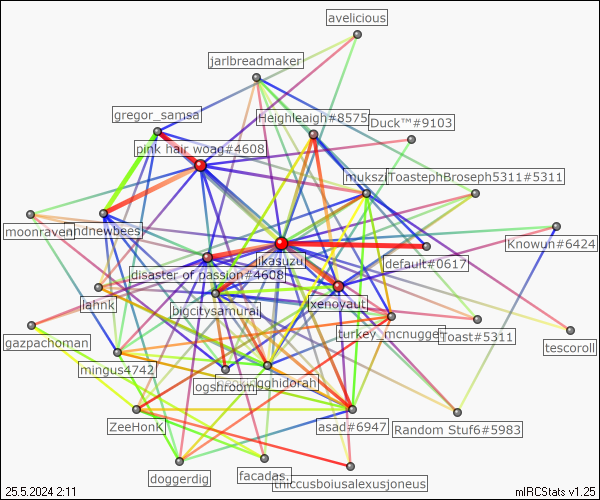 avelicious
jarlbreadmaker
gregor_samsa
Heighleaigh#8575
Duck™#9103
pink hair woag#4608
mukszi
ToastephBroseph5311#5311
moonraven
hdnewbees
Knowun#6424
likasuzu
default#0617
disaster of passion#4608
lahnk
bigcitysamurai
xenoyaut
turkey_mcnugget
Toast#5311
gazpachoman
tescoroll
mingus4742
ogshroom
gghidorah
ZeeHonK
asad#6947
Random Stuf6#5983
doggerdig
facadas.
thiccusboiusalexusjoneus
25.5.2024 2:11
mIRCStats v1.25